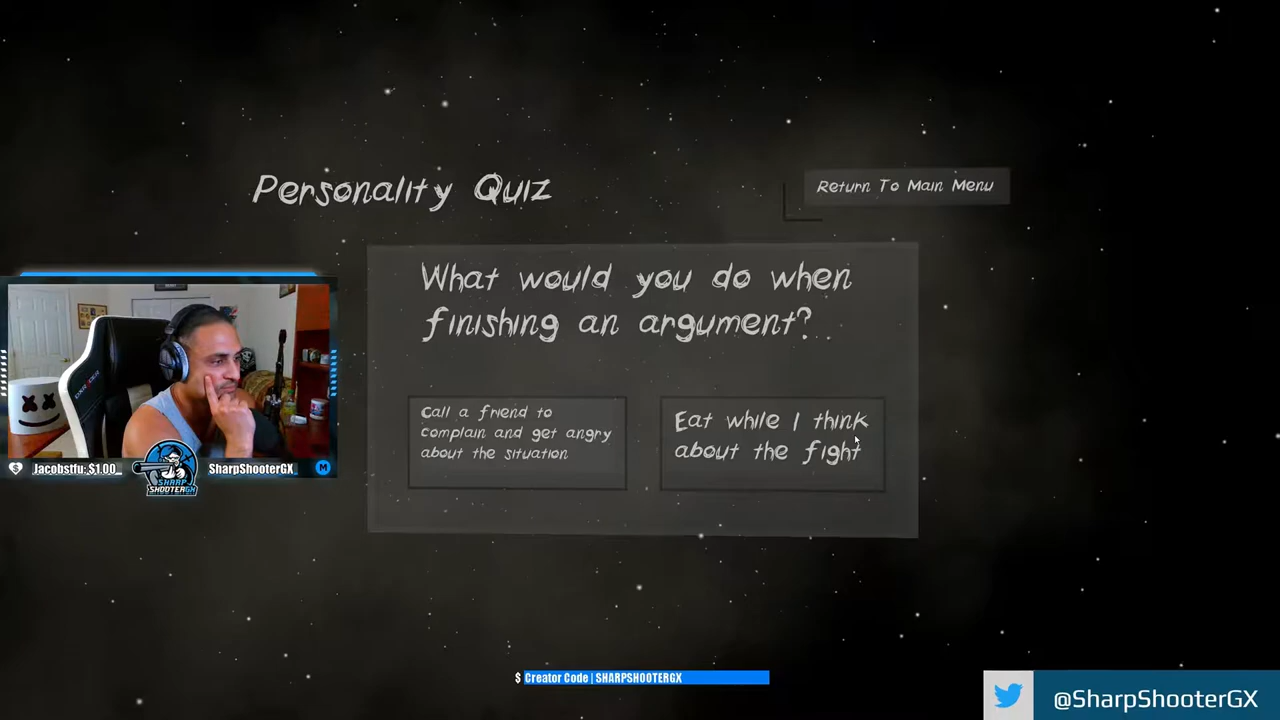 Personality Quiz
Return To Main Menu
What would you do when
finishing an argument?..
Call a friend to
complain and get angry
about the situation
Eat while I think
about the fight
Jacobstfu: $1.00
SHARP
SHOOTERGX
SharpShooterGX
M
$ Creator Code | SHARPSHOOTERGX
@SharpShooterGX